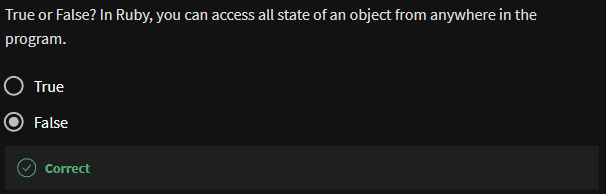 True or False? In Ruby, you can access all state of an object from anywhere in the
program.
True
False
Correct